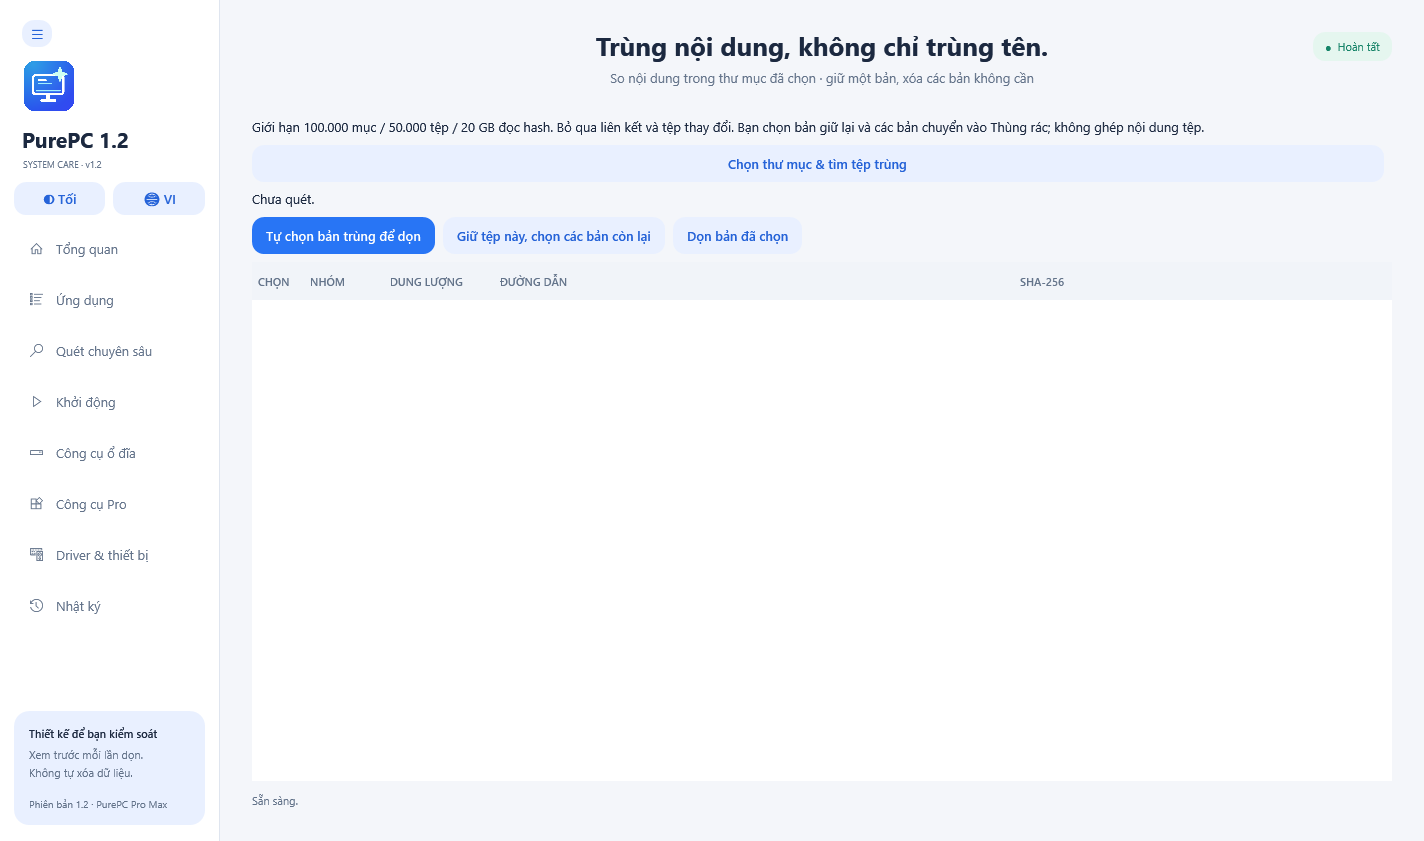 PurePC 1.2
SYSTEM CARE · v1.2
Tối
VI
Tổng quan
Ứng dụng
Quét chuyên sâu
Khởi động
Công cụ ổ đĩa
Công cụ Pro
Driver & thiết bị
Nhật ký
Thiết kế để bạn kiểm soát
Xem trước mỗi lần dọn.
Không tự xóa dữ liệu.
Phiên bản 1.2 · PurePC Pro Max
Trùng nội dung, không chỉ trùng tên.
So nội dung trong thư mục đã chọn · giữ một bản, xóa các bản không cần
Hoàn tất
Giới hạn 100.000 mục / 50.000 tệp / 20 GB đọc hash. Bỏ qua liên kết và tệp thay đổi. Bạn chọn bản giữ lại và các bản chuyển vào Thùng rác; không ghép nội dung tệp.
Chọn thư mục & tìm tệp trùng
Chưa quét.
Tự chọn bản trùng để dọn
Giữ tệp này, chọn các bản còn lại
Dọn bản đã chọn
CHỌN NHÓM DUNG LƯỢNG ĐƯỜNG DẪN SHA-256
Sẵn sàng.